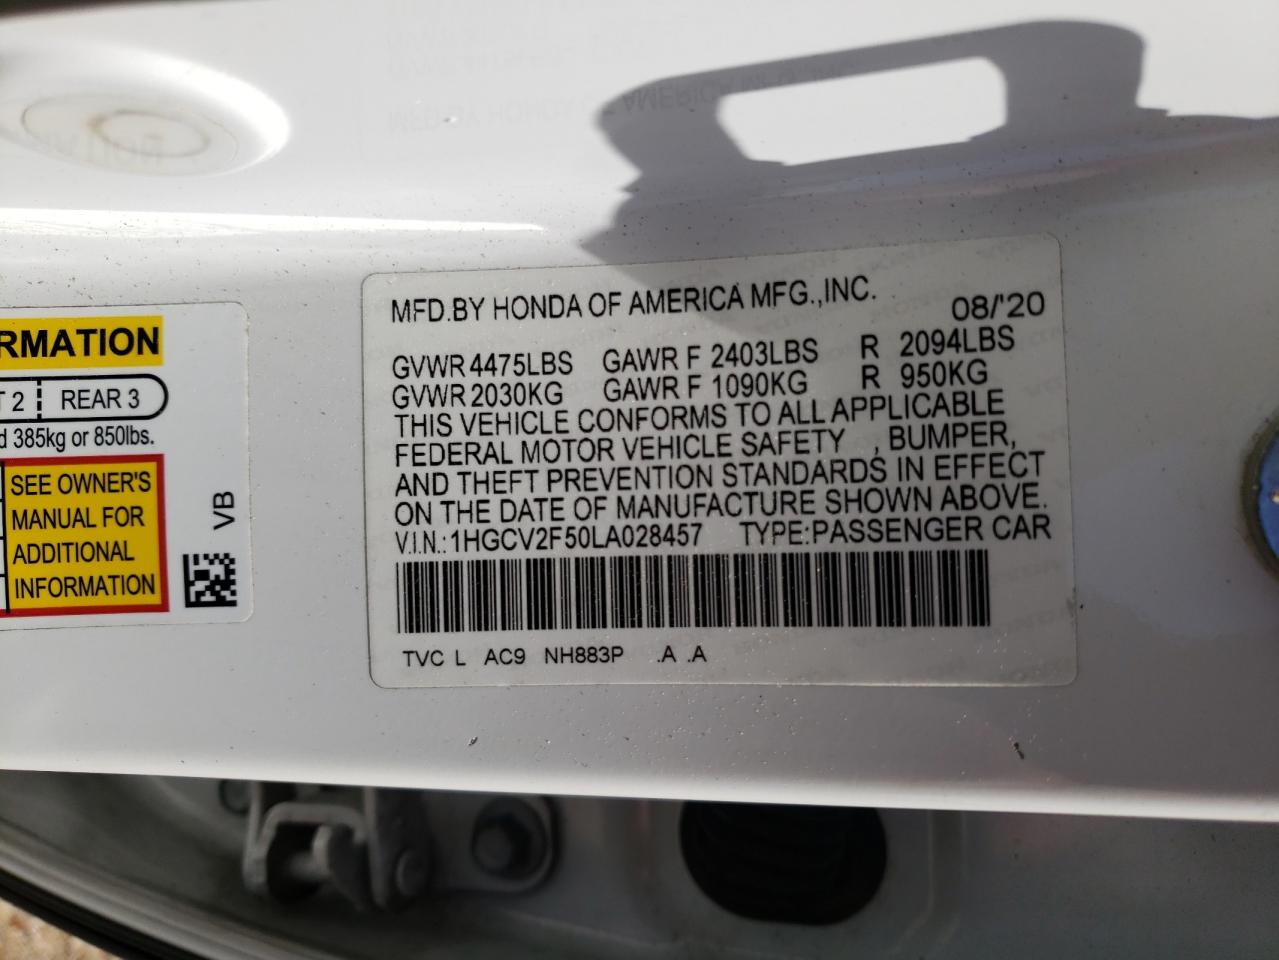 MFD.BY HONDA OF AMERICA MFG.,INC. 08/'20
GVWR 4475LBS GAWR F 2403LBS R 2094LBS
GVWR 2030KG GAWR F 1090KG R 950KG
THIS VEHICLE CONFORMS TO ALL APPLICABLE
FEDERAL MOTOR VEHICLE SAFETY , BUMPER,
AND THEFT PREVENTION STANDARDS IN EFFECT
ON THE DATE OF MANUFACTURE SHOWN ABOVE.
V.I.N.:1HGCV2F50LA028457 TYPE:PASSENGER CAR
TVC L AC9 NH883P .A .A
RMATION
T 2 REAR 3
d 385kg or 850lbs.
SEE OWNER'S
MANUAL FOR
ADDITIONAL
INFORMATION
VB